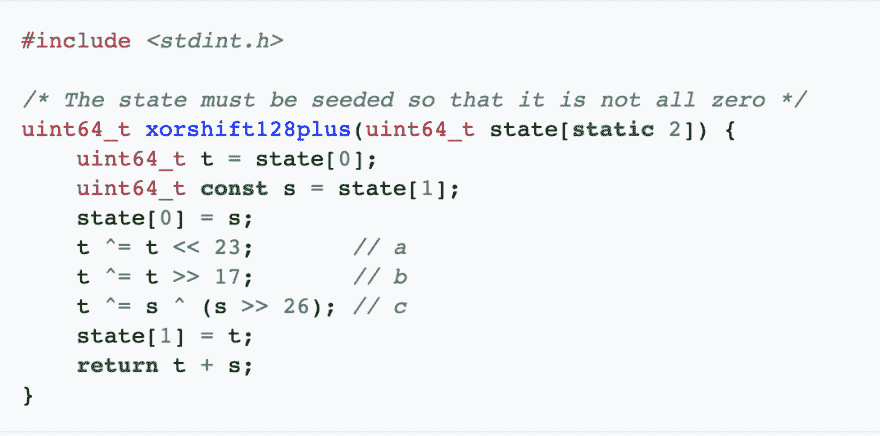 #include <stdint.h>
/* The state must be seeded so that it is not all zero */
uint64_t xorshift128plus(uint64_t state[static 2]) {
    uint64_t t = state[0];
    uint64_t const s = state[1];
    state[0] = s;
    t ^= t << 23;       // a
    t ^= t >> 17;       // b
    t ^= s ^ (s >> 26); // c
    state[1] = t;
    return t + s;
}